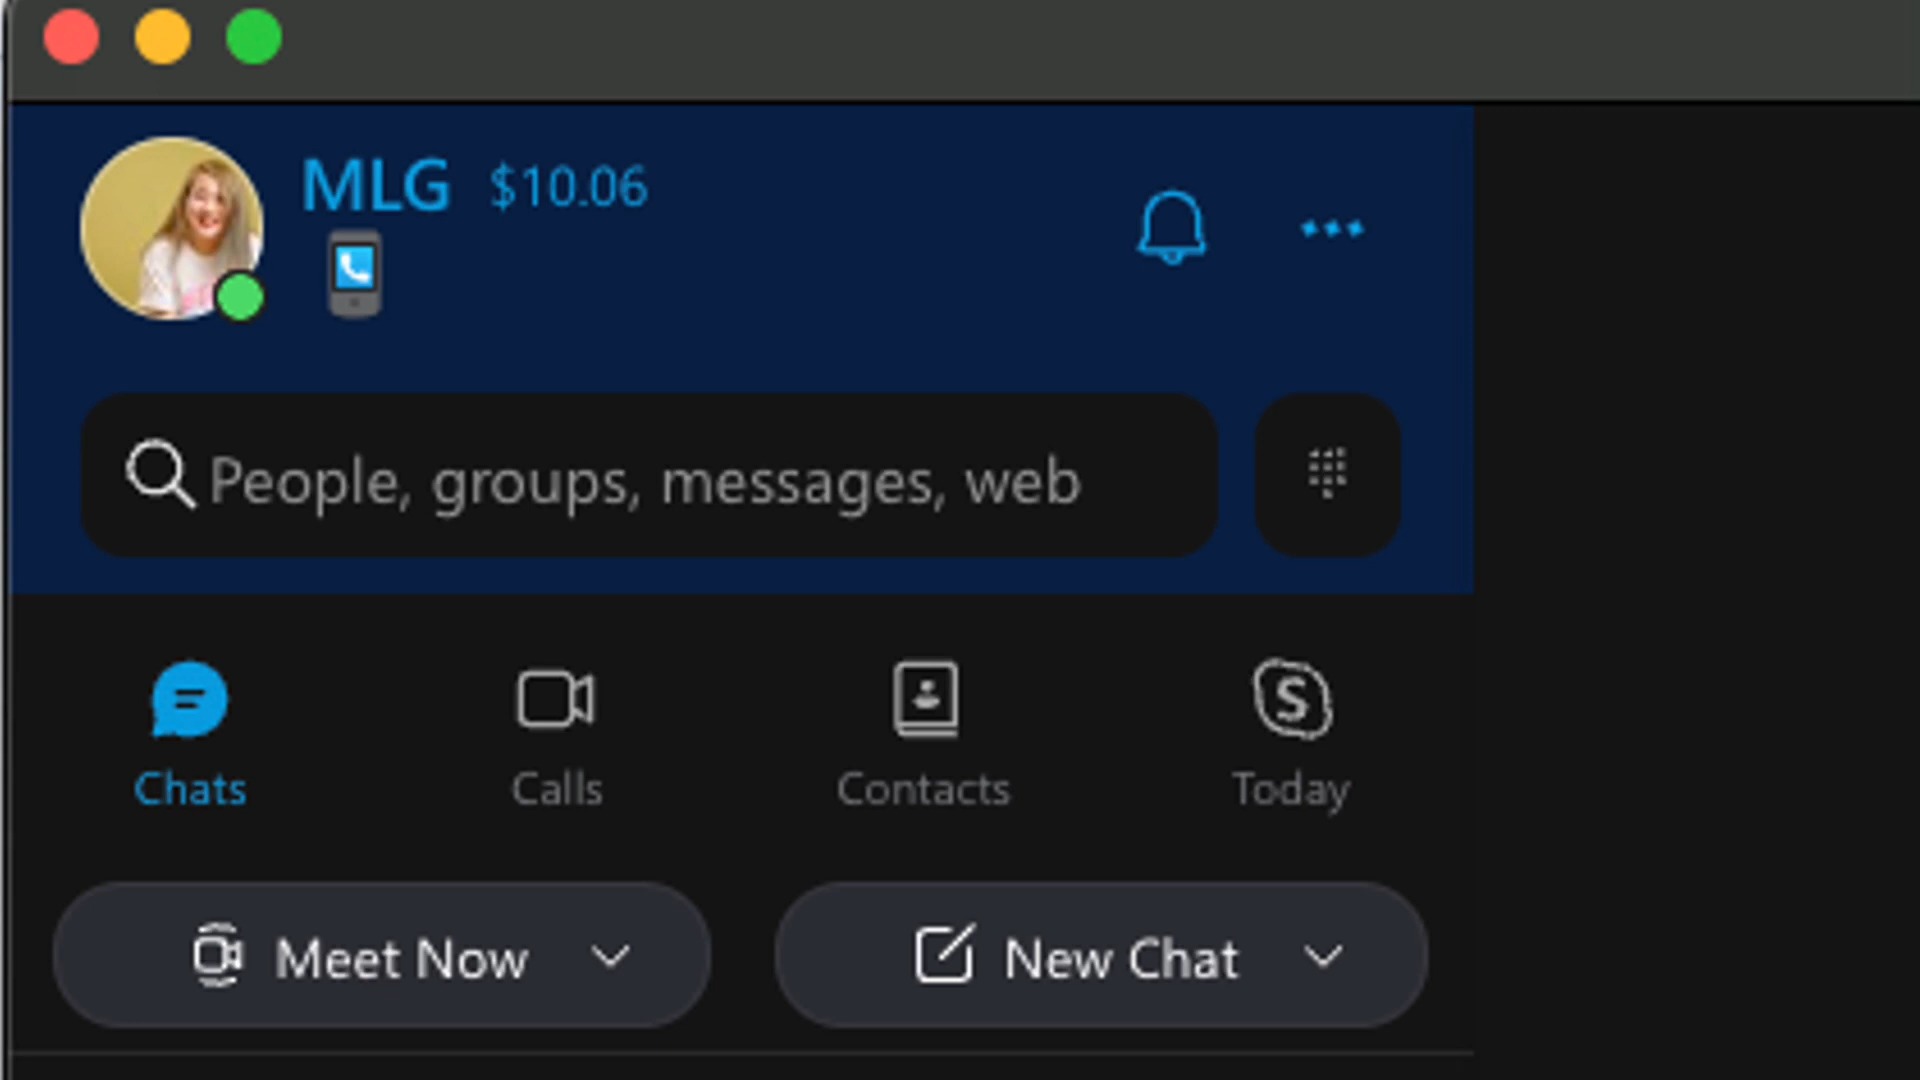 MLG $10.06
People, groups, messages, web
Chats Calls Contacts Today
Meet Now New Chat